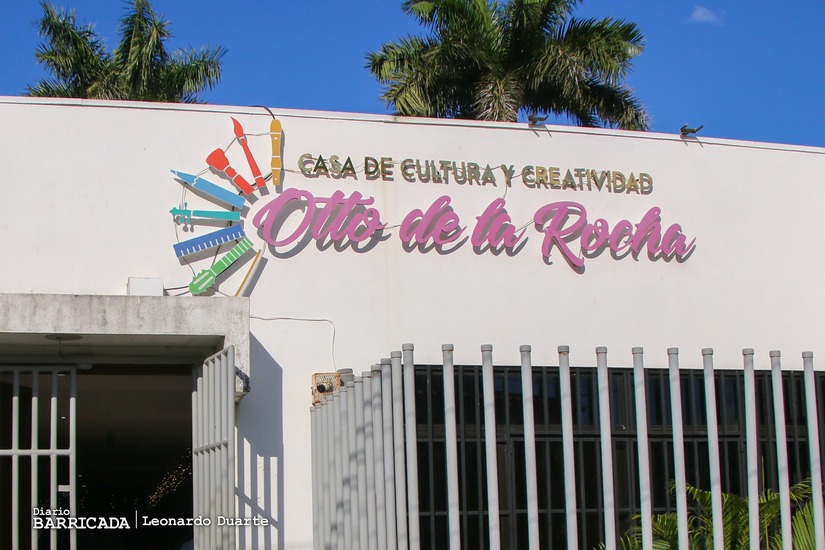 CASA DE CULTURA Y CREATIVIDAD
Otto de la Rocha
Diario
BARRICADA | Leonardo Duarte